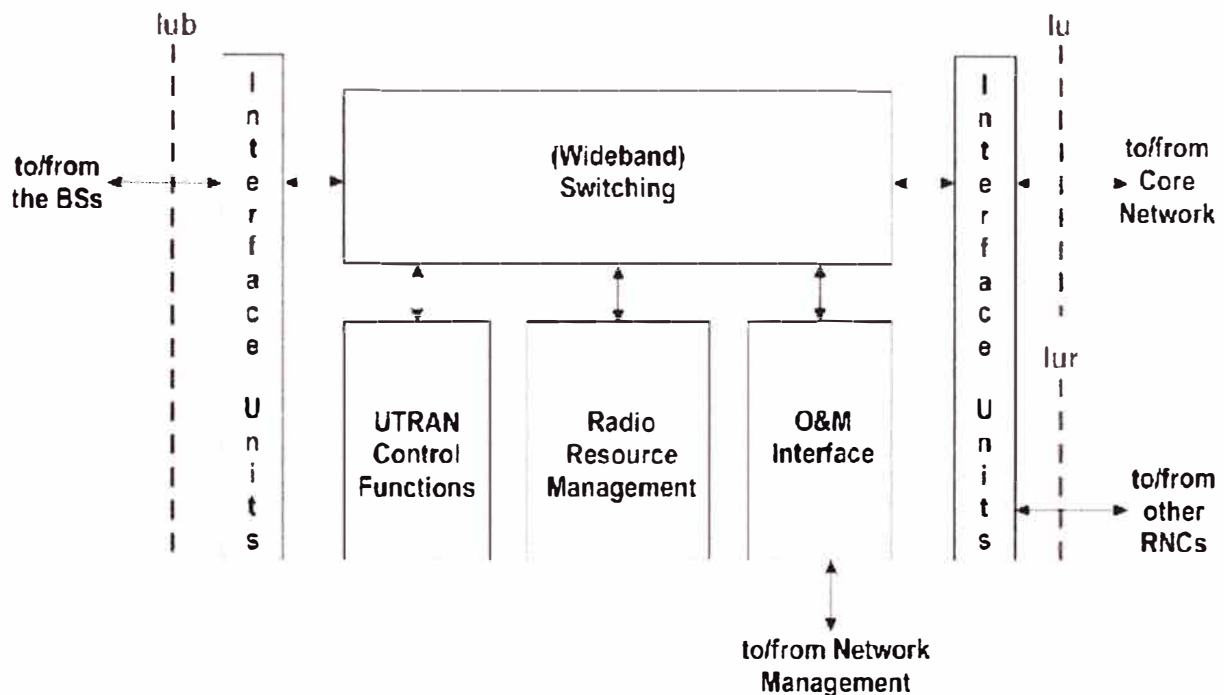 Iub
Iu
Interface Units
(Wideband)
Switching
Interface Units
to/from
the BSs
to/from
Core
Network
Iur
UTRAN
Control
Functions
Radio
Resource
Management
O&M
Interface
to/from
other
RNCs
to/from Network
Management